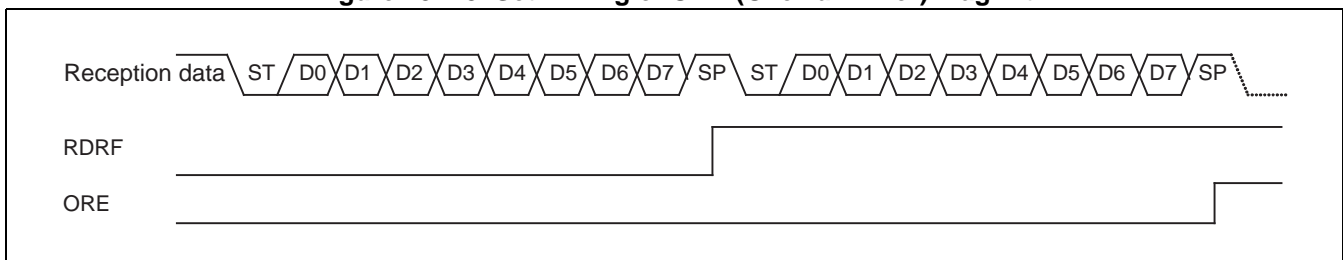 Reception data ST D0 D1 D2 D3 D4 D5 D6 D7 SP ST D0 D1 D2 D3 D4 D5 D6 D7 SP
RDRF
ORE